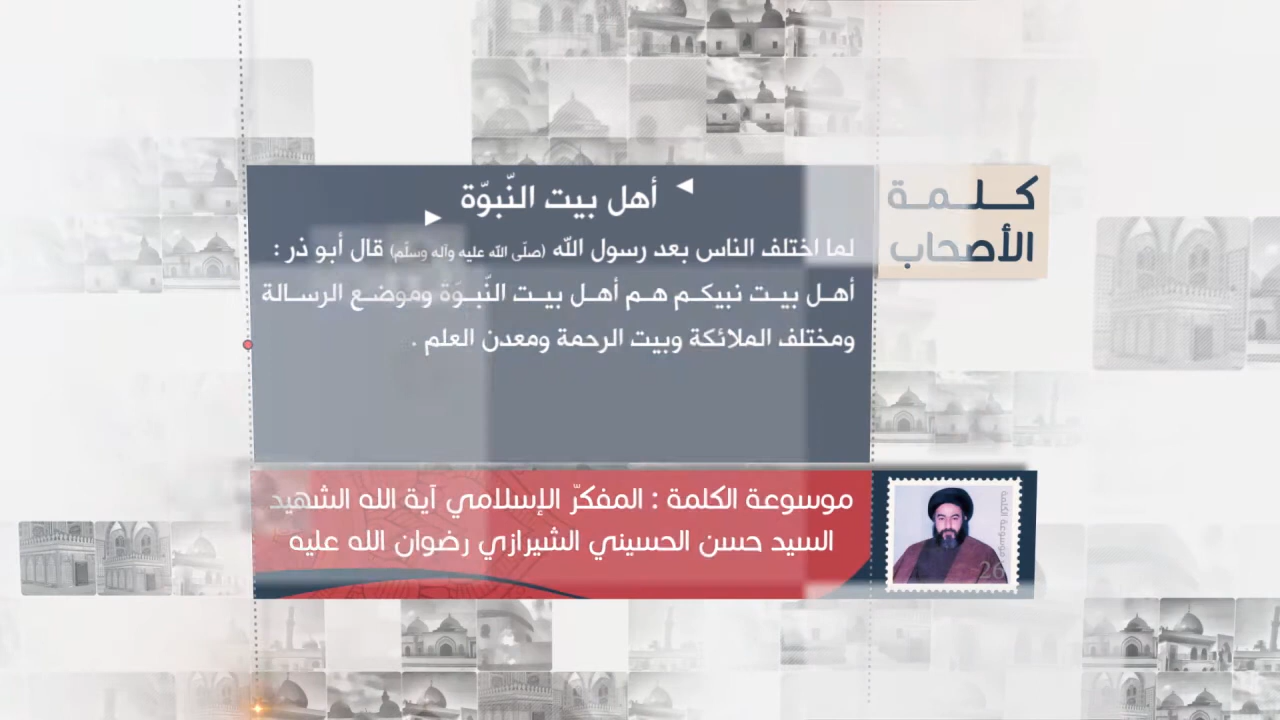 كلمة
الأصحاب
أهل بيت النّبوّة
لما اختلف الناس بعد رسول الله (صلّى الله عليه وآله وسلّم) قال أبو ذر :
أهل بيت نبيكم هم أهل بيت النّبوّة وموضع الرسالة
ومختلف الملائكة وبيت الرحمة ومعدن العلم .
موسوعة الكلمة : المفكرّ الإسلامي آية الله الشهيد
السيد حسن الحسيني الشيرازي رضوان الله عليه
موسوعة الكلمة
26